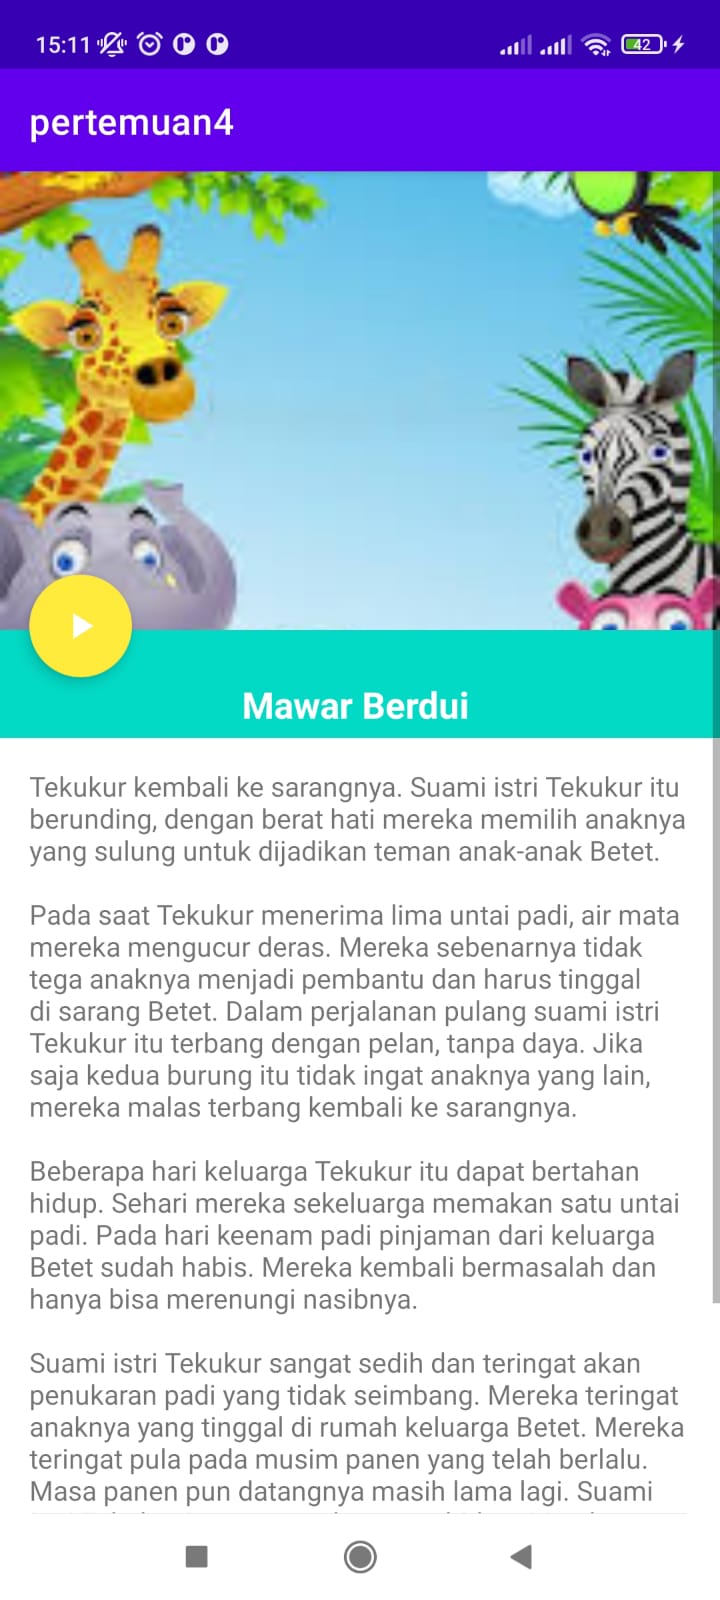 15:11
42
pertemuan4
Mawar Berdui
Tekukur kembali ke sarangnya. Suami istri Tekukur itu
berunding, dengan berat hati mereka memilih anaknya
yang sulung untuk dijadikan teman anak-anak Betet.
Pada saat Tekukur menerima lima untai padi, air mata
mereka mengucur deras. Mereka sebenarnya tidak
tega anaknya menjadi pembantu dan harus tinggal
di sarang Betet. Dalam perjalanan pulang suami istri
Tekukur itu terbang dengan pelan, tanpa daya. Jika
saja kedua burung itu tidak ingat anaknya yang lain,
mereka malas terbang kembali ke sarangnya.
Beberapa hari keluarga Tekukur itu dapat bertahan
hidup. Sehari mereka sekeluarga memakan satu untai
padi. Pada hari keenam padi pinjaman dari keluarga
Betet sudah habis. Mereka kembali bermasalah dan
hanya bisa merenungi nasibnya.
Suami istri Tekukur sangat sedih dan teringat akan
penukaran padi yang tidak seimbang. Mereka teringat
anaknya yang tinggal di rumah keluarga Betet. Mereka
teringat pula pada musim panen yang telah berlalu.
Masa panen pun datangnya masih lama lagi. Suami